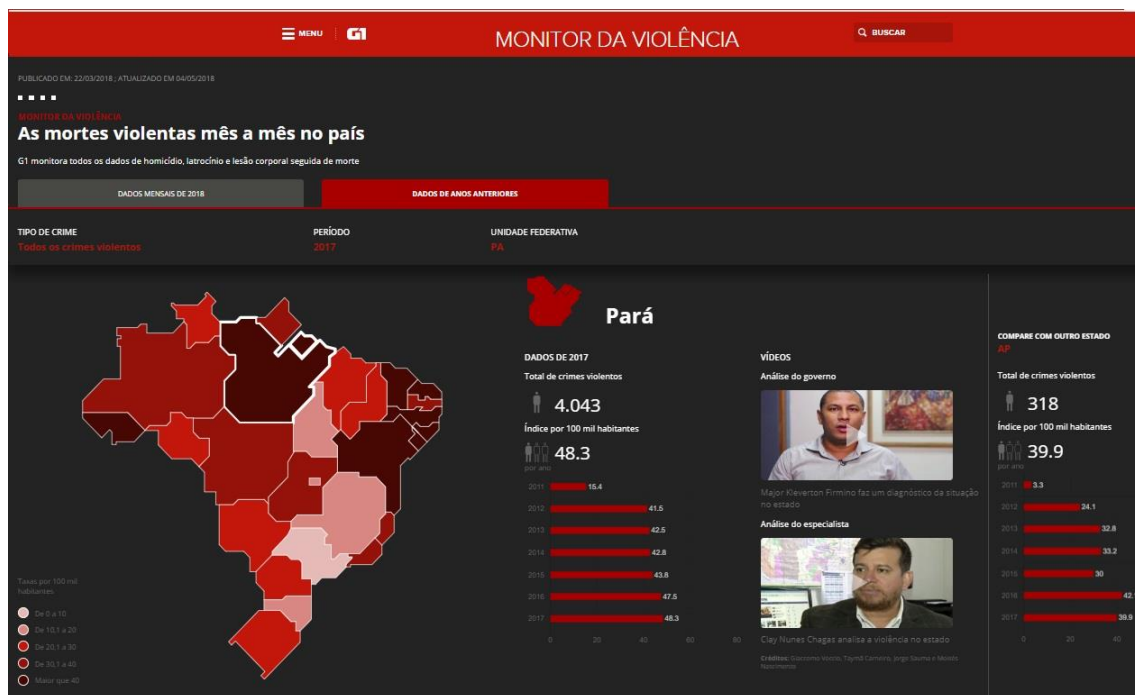 MENU
G1
MONITOR DA VIOLÊNCIA
BUSCAR
PUBLICADO EM: 22/03/2018 ; ATUALIZADO EM 04/05/2018
MONITOR DA VIOLÊNCIA
As mortes violentas mês a mês no país
G1 monitora todos os dados de homicídio, latrocínio e lesão corporal seguida de morte
DADOS MENSAIS DE 2018
DADOS DE ANOS ANTERIORES
TIPO DE CRIME
Todos os crimes violentos
PERÍODO
2017
UNIDADE FEDERATIVA
PA
Taxas por 100 mil
habitantes
De 0 a 10
De 10,1 a 20
De 20,1 a 30
De 30,1 a 40
Maior que 40
Pará
DADOS DE 2017
Total de crimes violentos
4.043
Índice por 100 mil habitantes
48.3
por ano
2011 15.4
2012 41.5
2013 42.5
2014 42.8
2015 43.8
2016 47.5
2017 48.3
0 20 40 60 80
VÍDEOS
Análise do governo
Major Kleverton Firmino faz um diagnóstico da situação
no estado
Análise do especialista
Clay Nunes Chagas analisa a violência no estado
Créditos: Giaccomo Voccio, Taymã Carneiro, Jorge Sauma e
Nascimento
COMPARE COM OUTRO ESTADO
AP
Total de crimes violentos
318
Índice por 100 mil habitantes
39.9
por ano
2011 3.3
2012 24.1
2013 32.8
2014 33.2
2015 30
2016 42.
2017 39.9
0 20 40